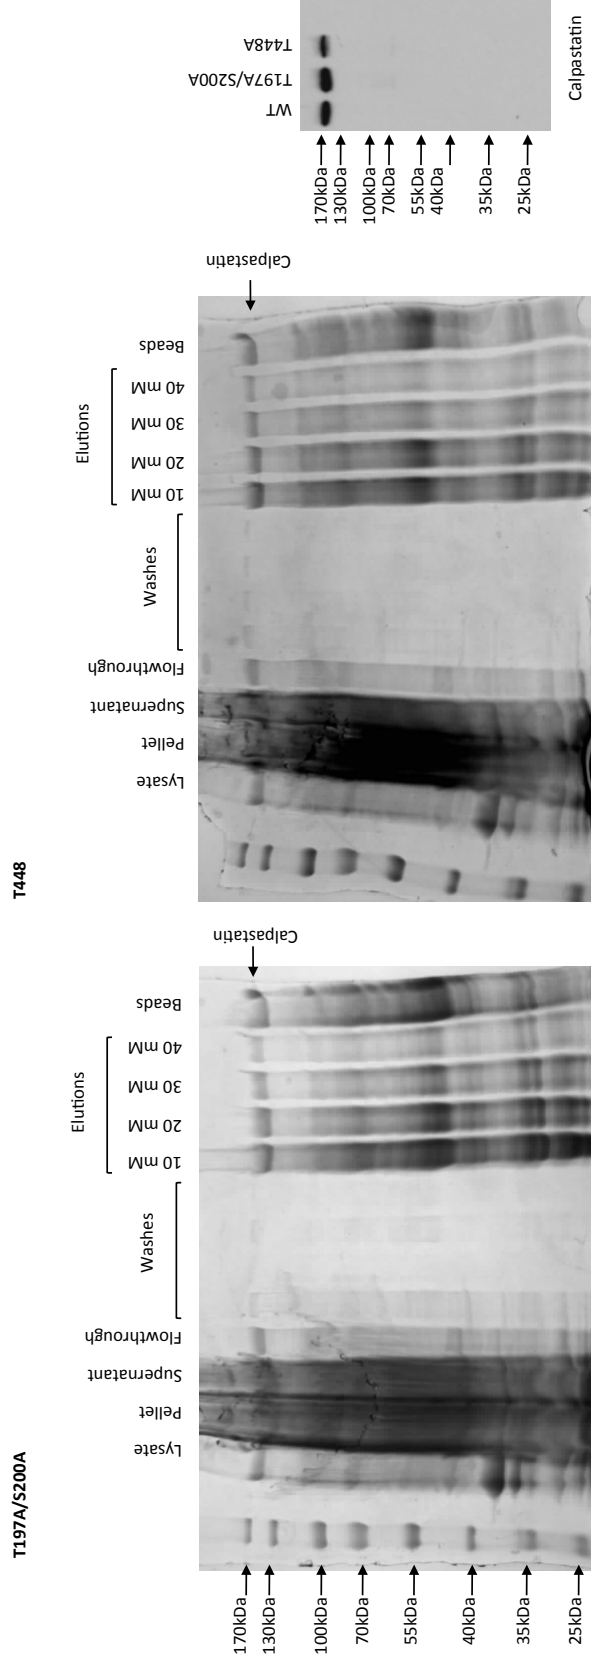 T197A/S200A
Lysate
Pellet
Supernatant
Flowthrough
Washes
Elutions
10 mM
20 mM
30 mM
40 mM
Beads
170kDa
130kDa
100kDa
70kDa
55kDa
40kDa
35kDa
25kDa
Calpastatin
T448
Lysate
Pellet
Supernatant
Flowthrough
Washes
Elutions
10 mM
20 mM
30 mM
40 mM
Beads
Calpastatin
WT
T197A/S200A
T448A
170kDa
130kDa
100kDa
70kDa
55kDa
40kDa
35kDa
25kDa
Calpastatin